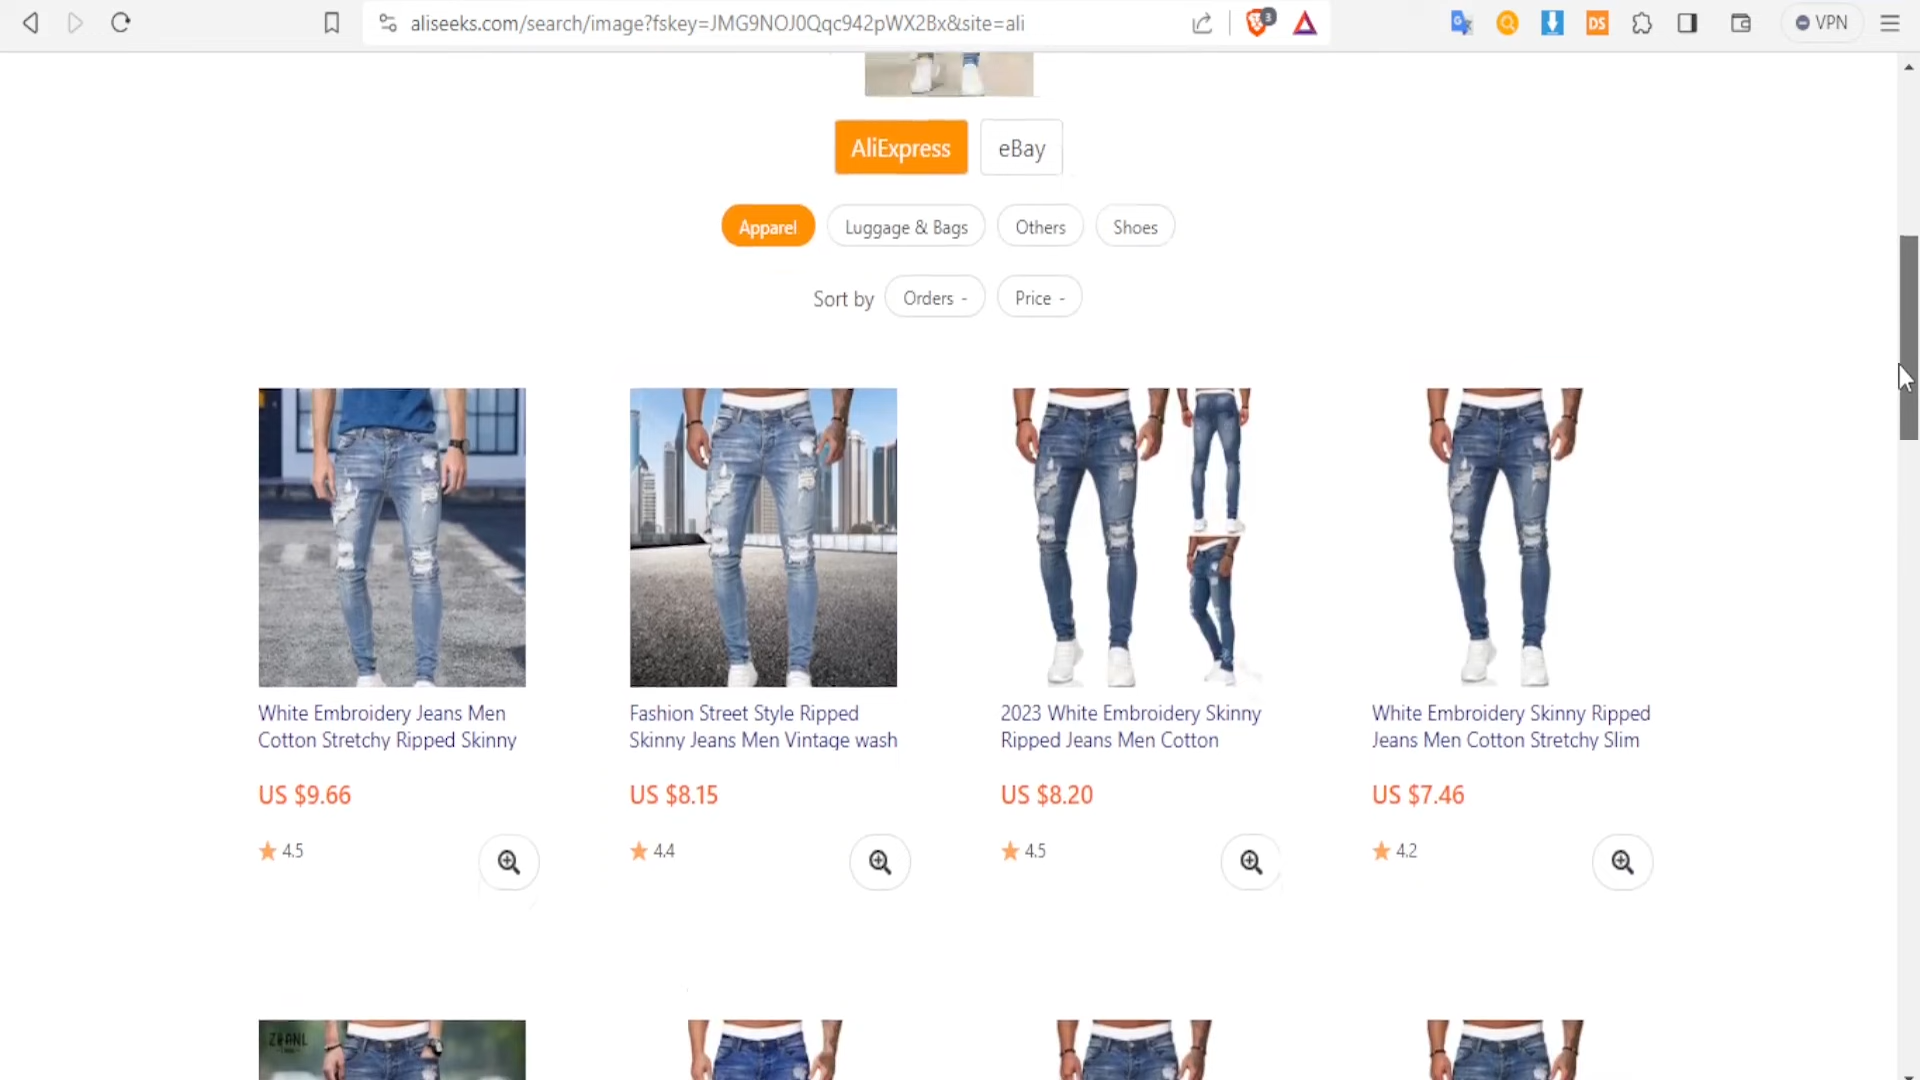 aliseeks.com/search/image?fskey=JMG9NOJ0Qqc942pWX2Bx&site=ali
3
DS
VPN
AliExpress
eBay
Apparel
Luggage & Bags
Others
Shoes
Sort by
Orders -
Price -
White Embroidery Jeans Men
Cotton Stretchy Ripped Skinny
US $9.66
4.5
Fashion Street Style Ripped
Skinny Jeans Men Vintage wash
US $8.15
4.4
2023 White Embroidery Skinny
Ripped Jeans Men Cotton
US $8.20
4.5
White Embroidery Skinny Ripped
Jeans Men Cotton Stretchy Slim
US $7.46
4.2